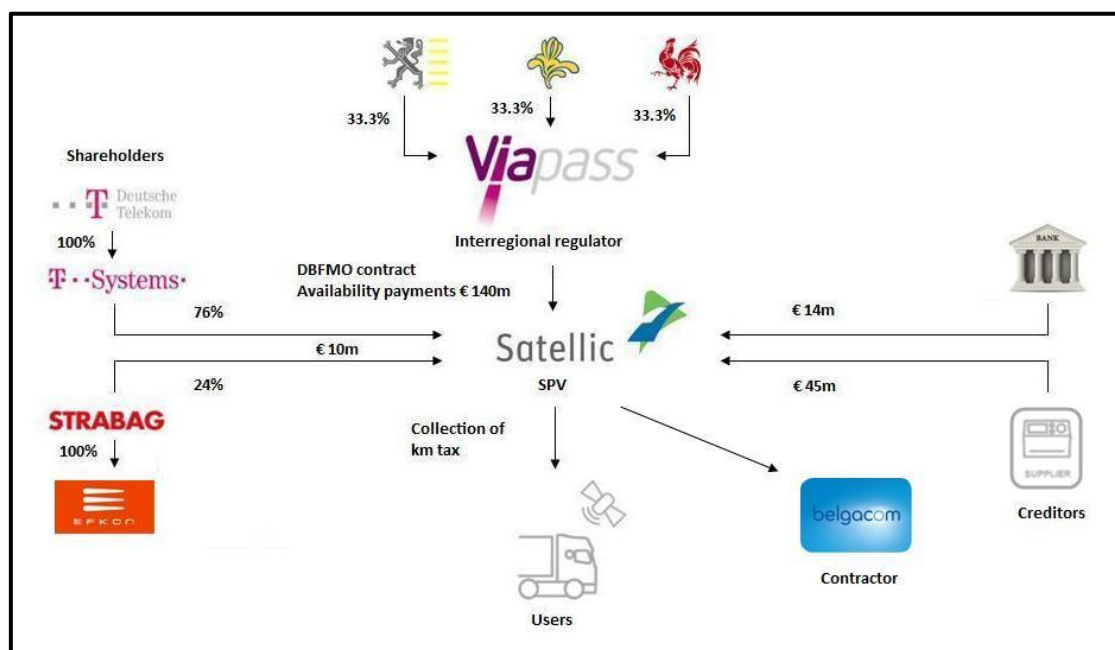 33.3%
33.3%
33.3%
Viapass
Interregional regulator
Shareholders
T Deutsche
Telekom
100%
T··Systems·
DBFMO contract
Availability payments € 140m
76%
€ 10m
24%
STRABAG
100%
EFKON
Satellic
SPV
BANK
€ 14m
€ 45m
SUPPLIER
Creditors
Collection of
km tax
Users
belgacom
Contractor